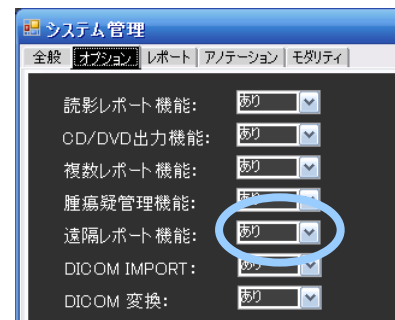 システム管理
全般 オプション レポート アノテーション モダリティ
読影レポート機能: あり
CD/DVD出力機能: あり
複数レポート機能: あり
腫瘍疑管理機能: あり
遠隔レポート機能: あり
DICOM IMPORT: あり
DICOM 変換: あり